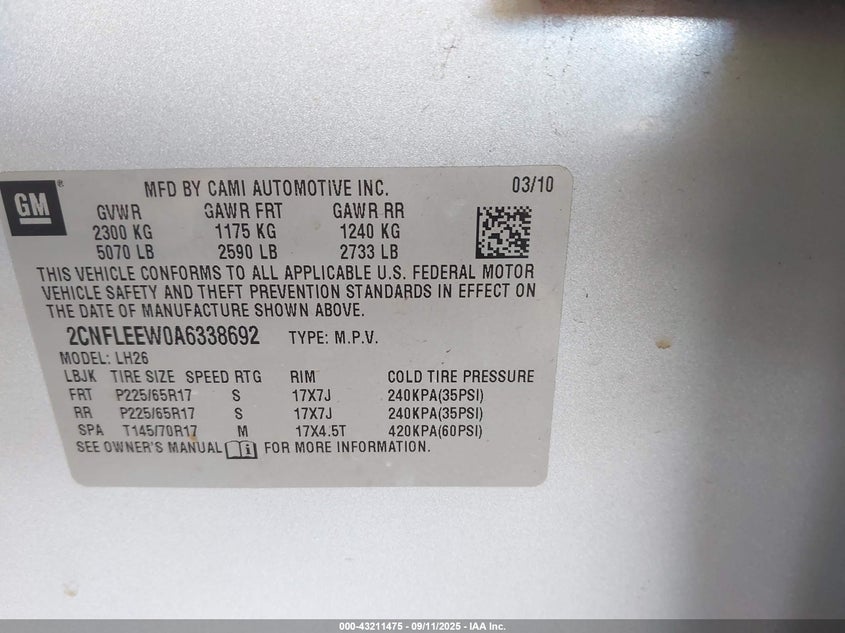 GM ®
MFD BY CAMI AUTOMOTIVE INC. 03/10
GVWR GAWR FRT GAWR RR
2300 KG 1175 KG 1240 KG
5070 LB 2590 LB 2733 LB
THIS VEHICLE CONFORMS TO ALL APPLICABLE U.S. FEDERAL MOTOR
VEHICLE SAFETY AND THEFT PREVENTION STANDARDS IN EFFECT ON
THE DATE OF MANUFACTURE SHOWN ABOVE.
2CNFLEEW0A6338692 TYPE: M.P.V.
MODEL: LH26
LBJK TIRE SIZE SPEED RTG RIM COLD TIRE PRESSURE
FRT P225/65R17 S 17X7J 240KPA(35PSI)
RR P225/65R17 S 17X7J 240KPA(35PSI)
SPA T145/70R17 M 17X4.5T 420KPA(60PSI)
SEE OWNER'S MANUAL FOR MORE INFORMATION.
000-43211475 - 09/11/2025 - IAA Inc.